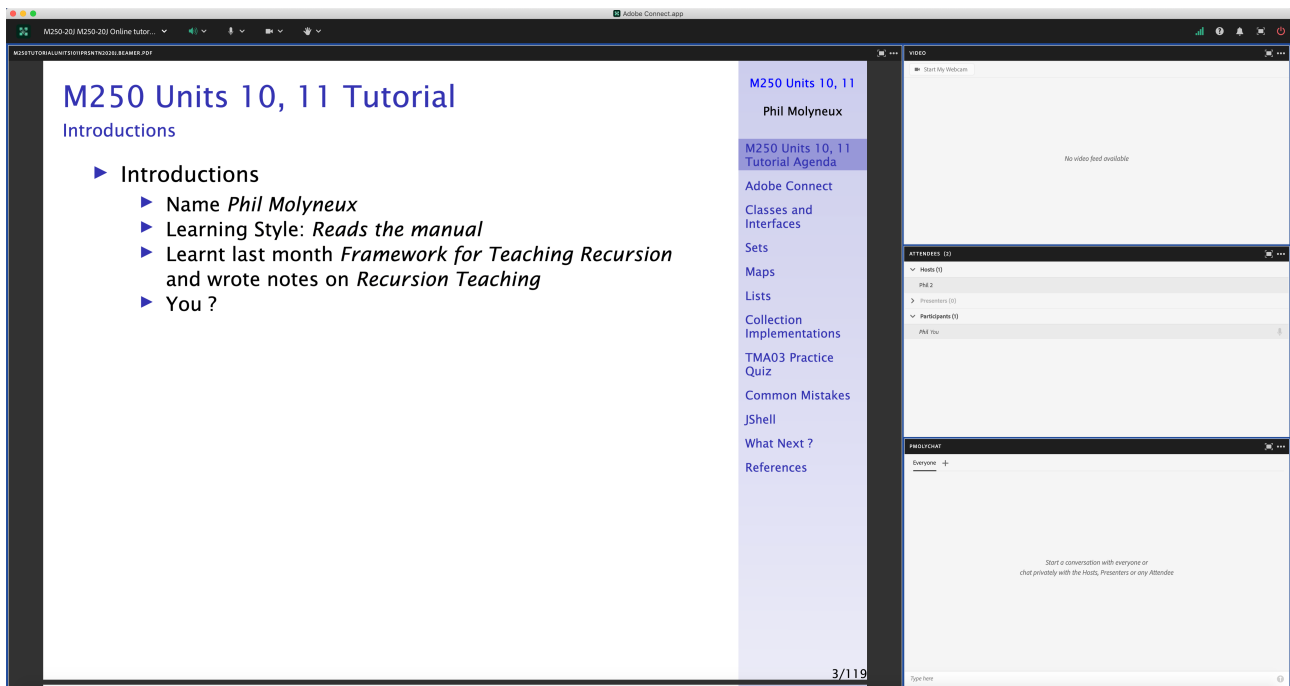 Adobe Connect.app
M250-20J M250-20J Online tutor...
M250TUTORIALUNITS1011PRSNTN2020J.BEAMER.PDF
M250 Units 10, 11 Tutorial
Introductions
Introductions
Name Phil Molyneux
Learning Style: Reads the manual
Learnt last month Framework for Teaching Recursion
and wrote notes on Recursion Teaching
You ?
M250 Units 10, 11
Phil Molyneux
M250 Units 10, 11
Tutorial Agenda
Adobe Connect
Classes and
Interfaces
Sets
Maps
Lists
Collection
Implementations
TMA03 Practice
Quiz
Common Mistakes
JShell
What Next ?
References
3/119
VIDEO
Start My Webcam
No video feed available
ATTENDEES (2)
Hosts (1)
Phil 2
Presenters (0)
Participants (1)
Phil You
PMOLYCHAT
Everyone
Start a conversation with everyone or
chat privately with the Hosts, Presenters or any Attendee
Type here